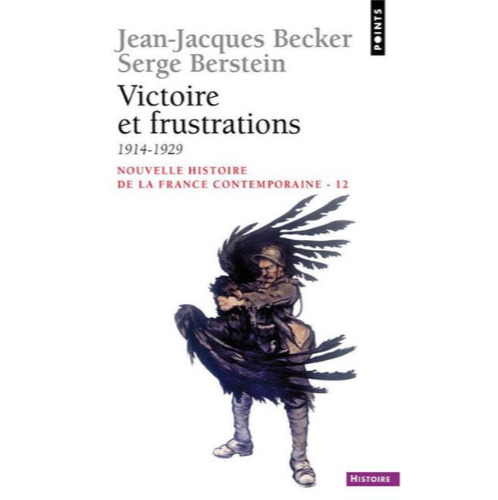 Jean-Jacques Becker
Serge Berstein
POINTS
Victoire
et frustrations
1914-1929
NOUVELLE HISTOIRE
DE LA FRANCE CONTEMPORAINE - 12
HISTOIRE